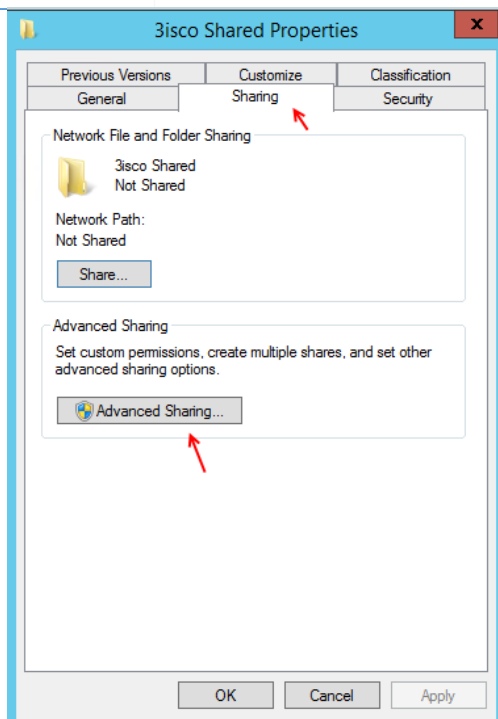 3isco Shared Properties
x
Previous Versions
Customize
Classification
General
Sharing
Security
Network File and Folder Sharing
3isco Shared
Not Shared
Network Path:
Not Shared
Share...
Advanced Sharing
Set custom permissions, create multiple shares, and set other
advanced sharing options.
Advanced Sharing...
OK
Cancel
Apply